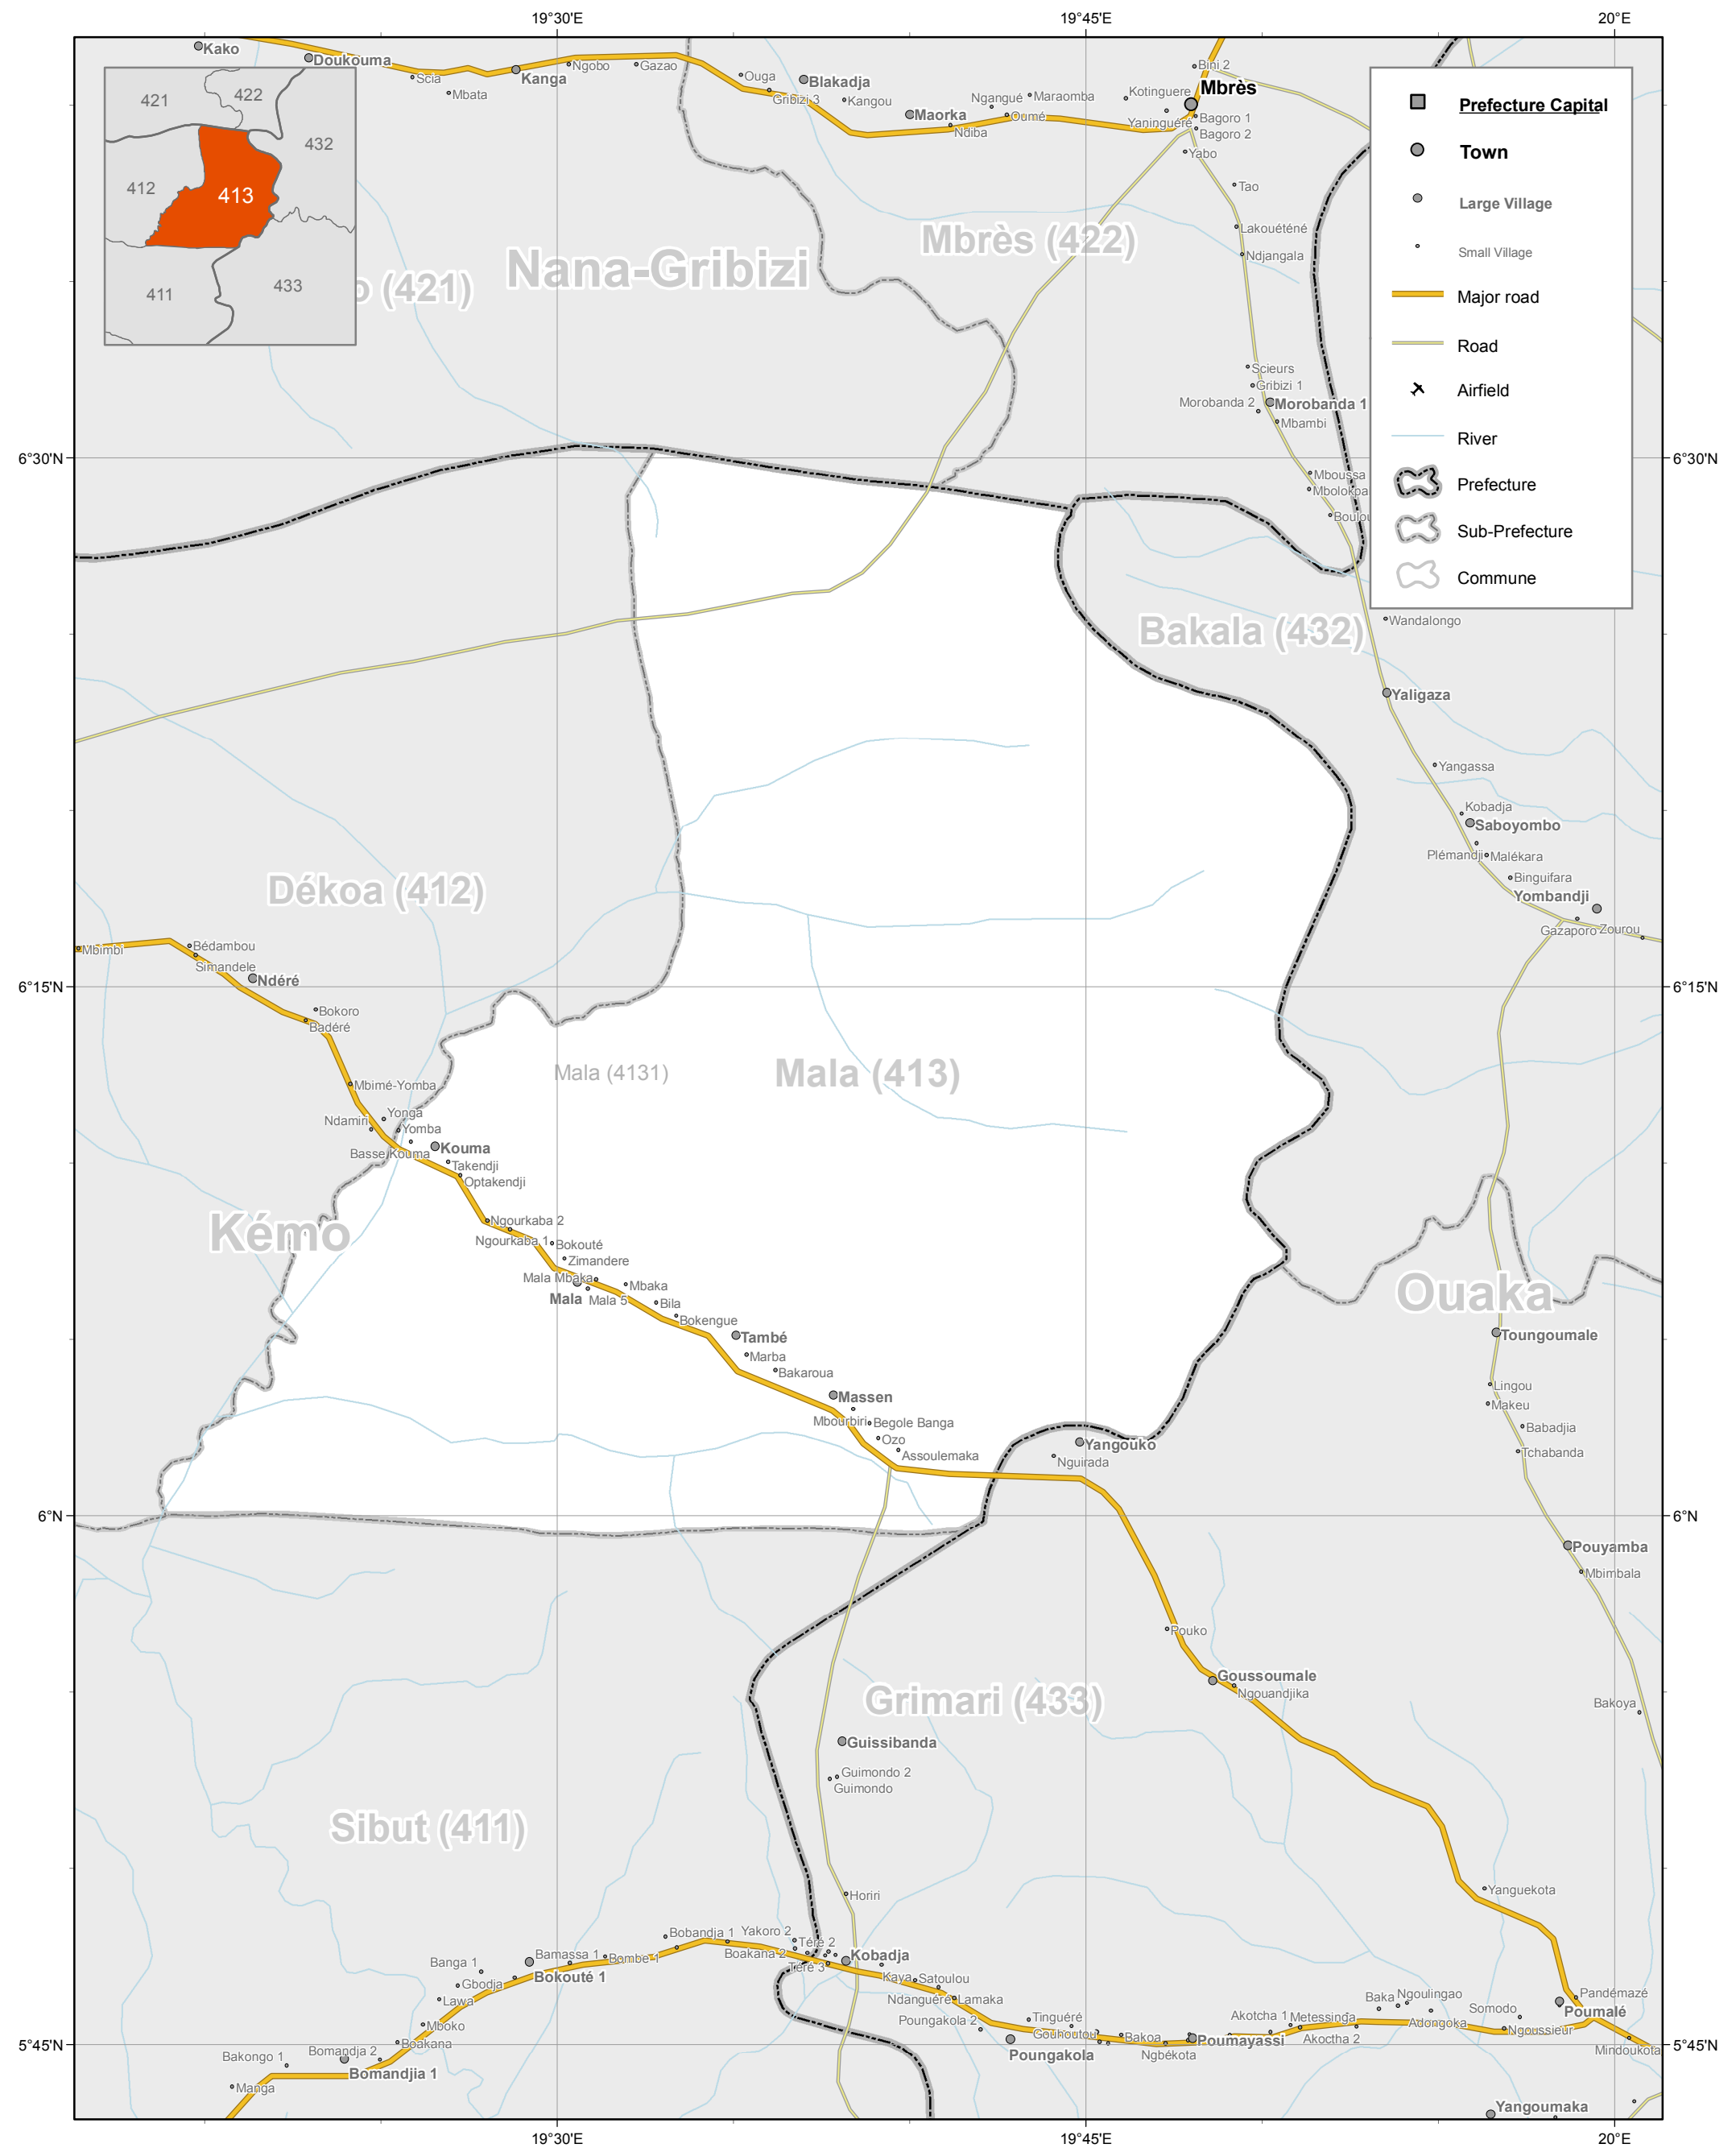 19°30'E
19°45'E
20°E
Kako
Doukouma
Scia
Mbata
Kanga
Ngobo
Gazao
Ouga
Gribizi 3
Blakadja
Kangou
Maorka
Ndiba
Ngangué
Maraomba
Oumé
Kotinguere
Bini 2
Mbrès
Yaninguéré
Bagoro 1
Bagoro 2
Yabo
Tao
Lakouéténé
Ndjangala
421
422
432
412
413
411
433
o (421)
Nana-Gribizi
Mbrès (422)
Prefecture Capital
Town
Large Village
Small Village
Major road
Road
Airfield
River
Prefecture
Sub-Prefecture
Commune
Scieurs
Gribizi 1
Morobanda 2
Morobanda 1
Mbambi
6°30'N
6°30'N
Mboussa
Mbolokpa
Boulou
Bakala (432)
Wandalongo
Yaligaza
Yangassa
Kobadja
Saboyombo
Plémandji
Malékara
Binguifara
Yombandji
Gazaporo
Zourou
Dékoa (412)
Mbimbi
Bédambou
Simandele
Ndéré
6°15'N
6°15'N
Bokoro
Badéré
Mala (4131)
Mala (413)
Mbimé-Yomba
Yonga
Ndamiri
Yomba
Basse Kouma
Kouma
Takendji
Optakendji
Kémo
Ngourkaba 2
Ngourkaba 1
Bokouté
Zimandere
Mala Mbaka
Mbaka
Mala
Mala 5
Bila
Bokengue
També
Marba
Bakaroua
Massen
Mbourbiri
Begole Banga
Ozo
Assoulemaka
Ouaka
Toungoumale
Lingou
Makeu
Babadjia
Tchabanda
Yangouko
Nguirada
6°N
6°N
Pouyamba
Mbimbala
Pouko
Goussoumale
Ngouandjika
Bakoya
Grimari (433)
Guissibanda
Guimondo 2
Guimondo
Sibut (411)
Horiri
Yanguekota
Bobandja 1
Yakoro 2
Téré 2
Boakana 2
Téré 3
Kobadja
Banga 1
Bamassa 1
Bombé 1
Bokouté 1
Gbodja
Lawa
Mboko
Boakana
Kaya
Satoulou
Ndanguéré
Lamaka
Poungakola 2
Tinguéré
Gouhoutou
Poungakola
Bakoa
Ngbékota
Poumayassi
Akotcha 1
Metessinda
Akoctha 2
Baka
Ngoulingao
Adongoka
Somodo
Ngoussieur
Pandémazé
Poumalé
Mindoukota
5°45'N
5°45'N
Bakongo 1
Bomandja 2
Bomandjia 1
Manga
Yangoumaka
19°30'E
19°45'E
20°E